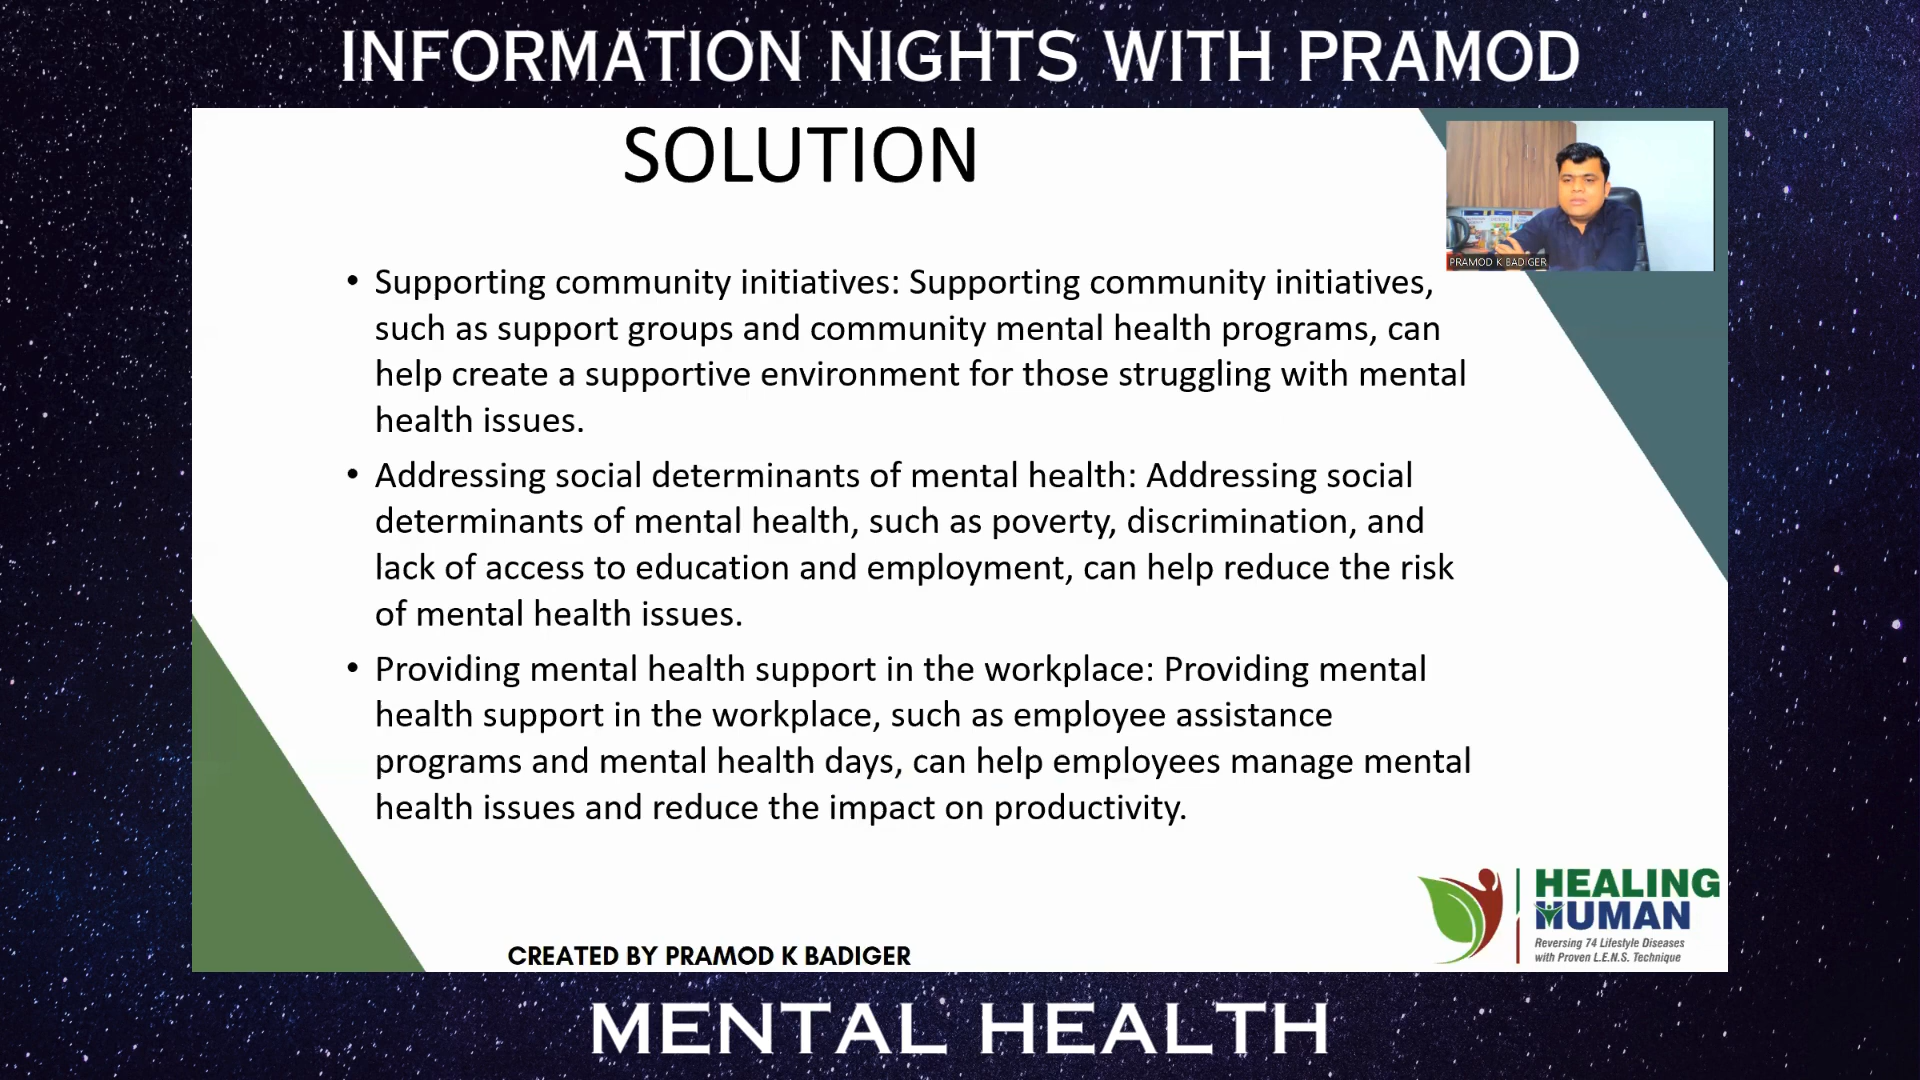 INFORMATION NIGHTS WITH PRAMOD
SOLUTION
PRAMOD K BADIGER
• Supporting community initiatives: Supporting community initiatives,
such as support groups and community mental health programs, can
help create a supportive environment for those struggling with mental
health issues.
• Addressing social determinants of mental health: Addressing social
determinants of mental health, such as poverty, discrimination, and
lack of access to education and employment, can help reduce the risk
of mental health issues.
• Providing mental health support in the workplace: Providing mental
health support in the workplace, such as employee assistance
programs and mental health days, can help employees manage mental
health issues and reduce the impact on productivity.
HEALING
HUMAN
Reversing 74 Lifestyle Diseases
with Proven L.E.N.S. Technique
CREATED BY PRAMOD K BADIGER
MENTAL HEALTH